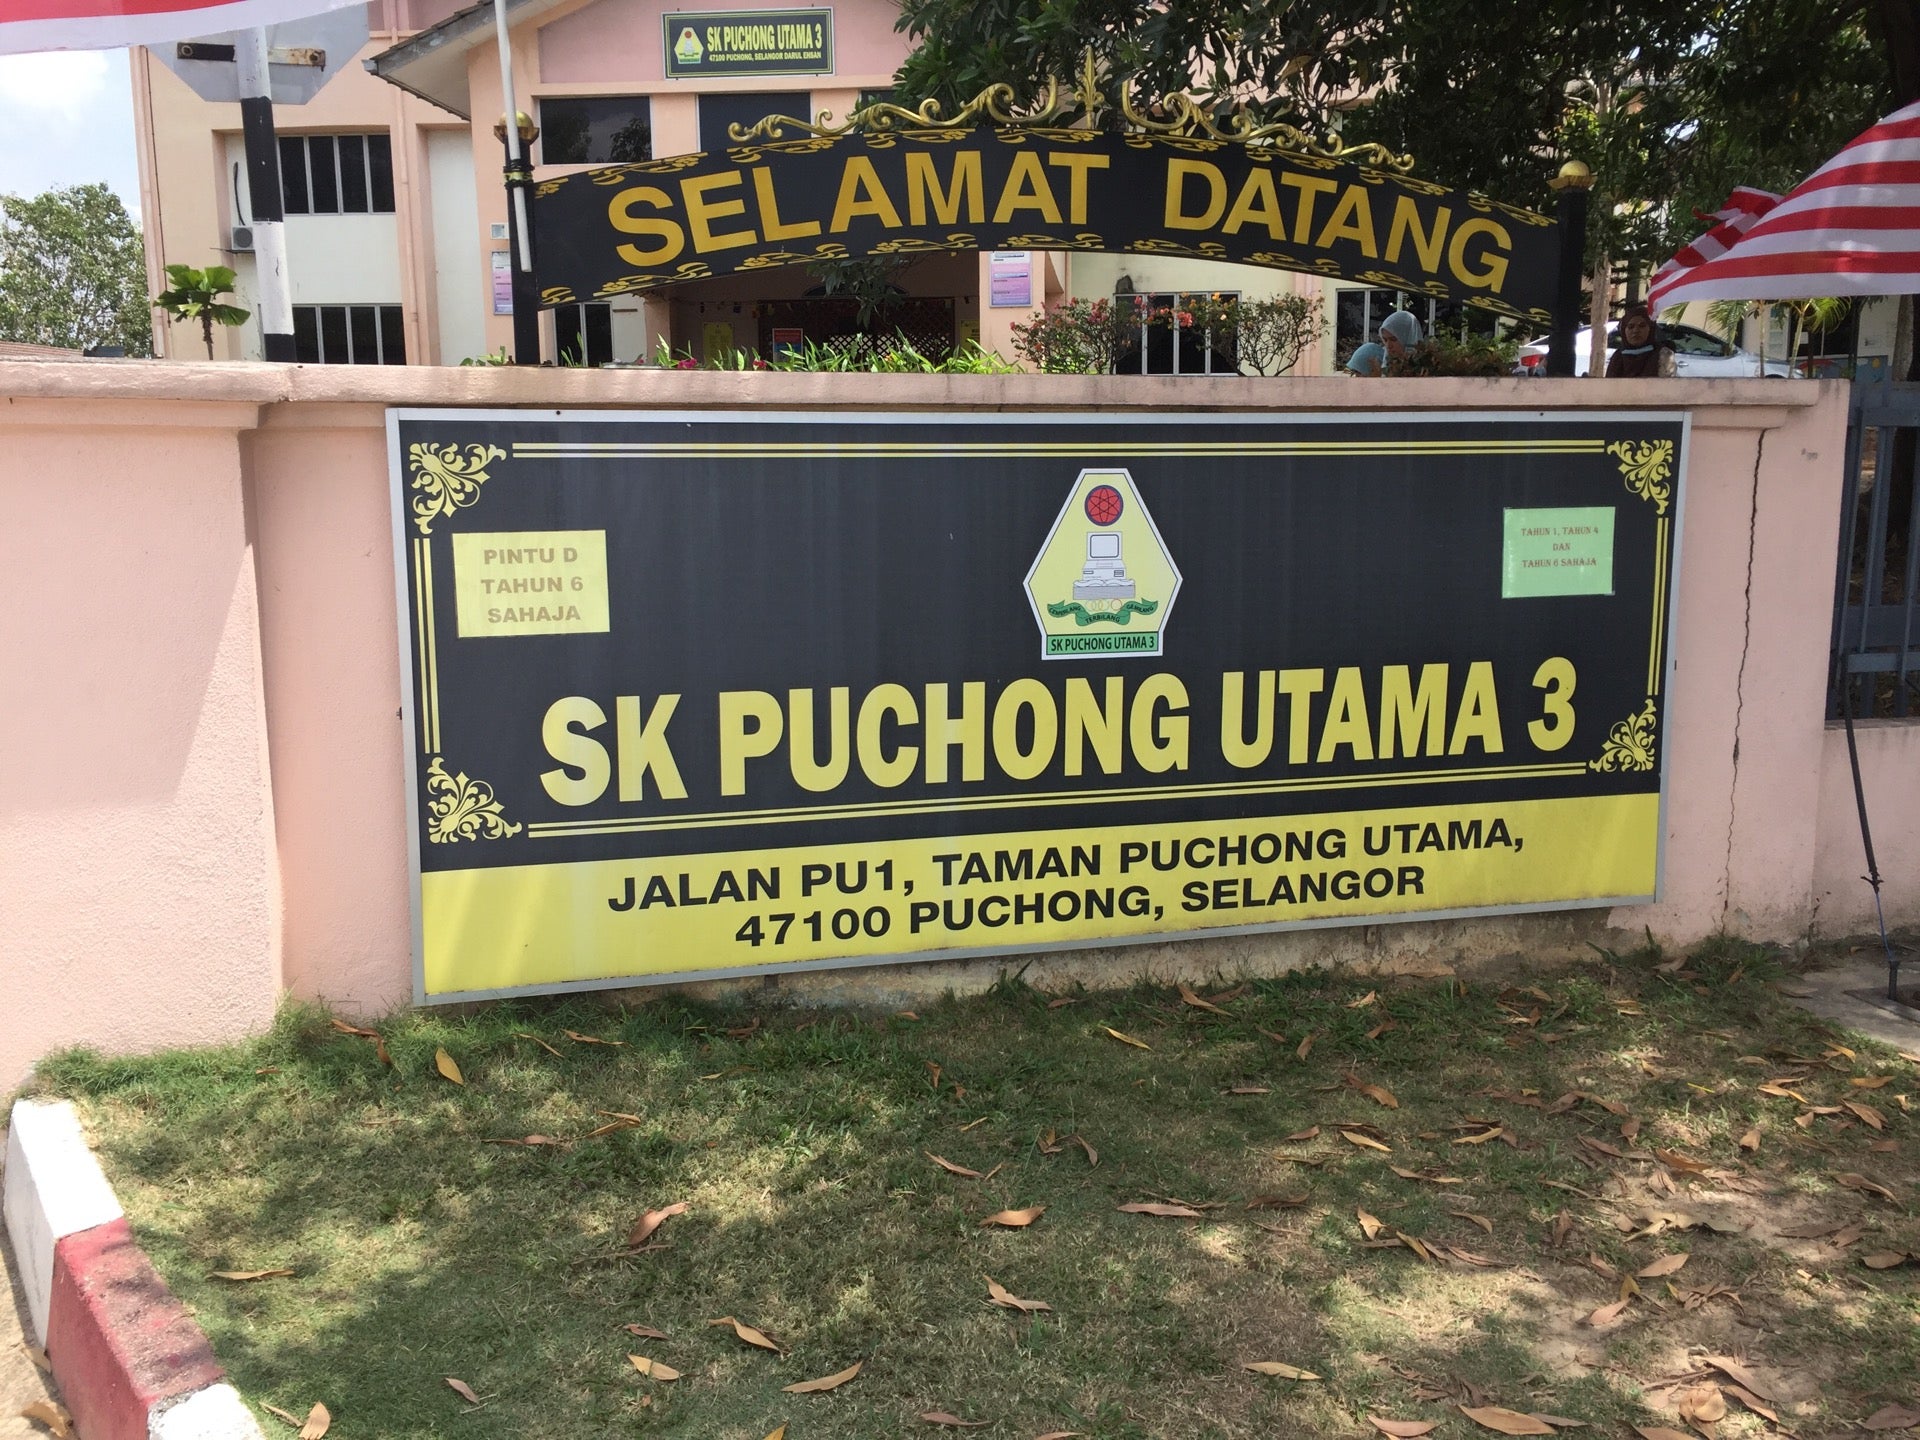 SK PUCHONG UTAMA 3
47100 PUCHONG, SELANGOR DARUL EHSAN
SELAMAT DATANG
PINTU D
TAHUN 6
SAHAJA
TAHUN 1, TAHUN 4
DAN
TAHUN 6 SAHAJA
CEMERLANG TERBILANG GEMILANG
SK PUCHONG UTAMA 3
SK PUCHONG UTAMA 3
JALAN PU1, TAMAN PUCHONG UTAMA,
47100 PUCHONG, SELANGOR